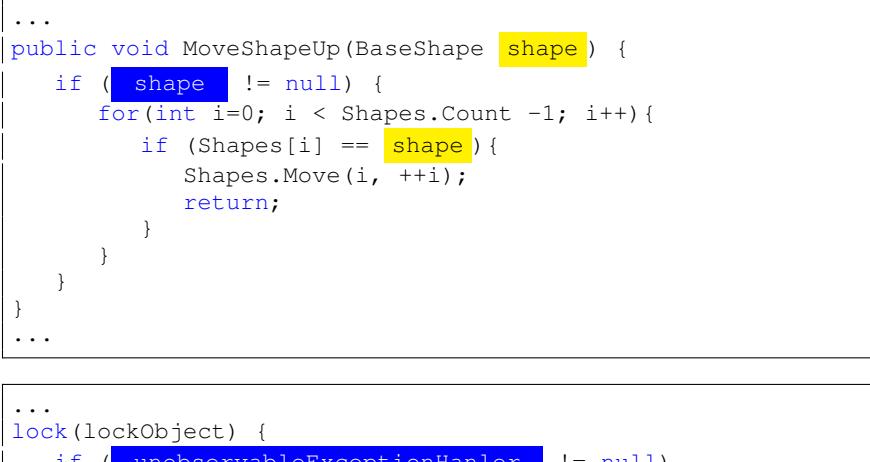 ...
public void MoveShapeUp(BaseShape shape) {
if ( shape != null) {
for(int i=0; i < Shapes.Count -1; i++){
if (Shapes[i] == shape){
Shapes.Move(i, ++i);
return;
}
}
}
}
...
...
lock(lockObject) {
if ( unobservableExceptionHanler != null)